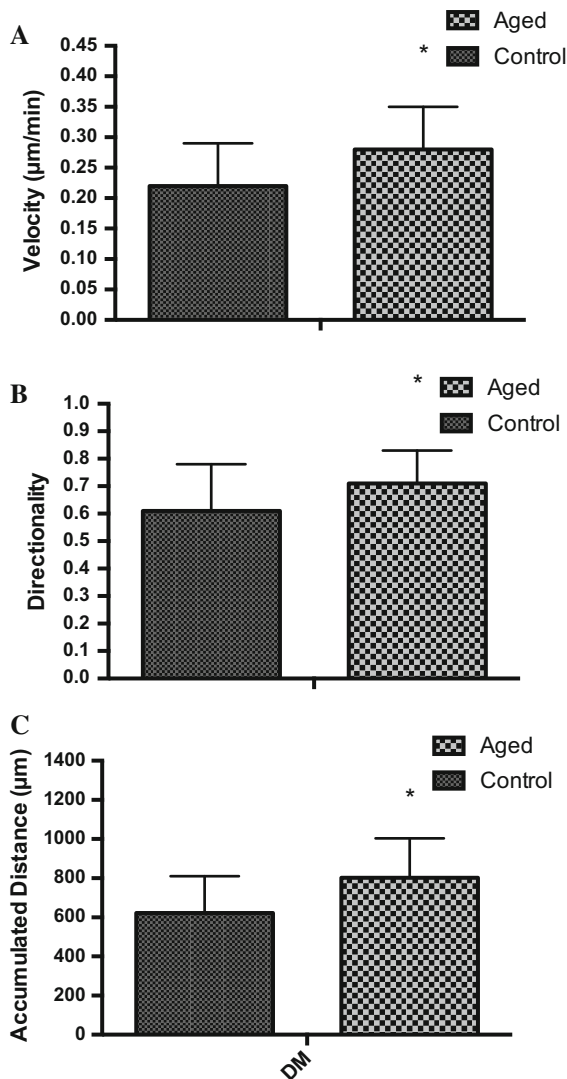 A
* Aged
Control
Velocity (µm/min)
0.45
0.40
0.35
0.30
0.25
0.20
0.15
0.10
0.05
0.00
B
* Aged
Control
Directionality
1.0
0.9
0.8
0.7
0.6
0.5
0.4
0.3
0.2
0.1
0.0
C
Aged
Control
*
Accumulated Distance (µm)
1400
1200
1000
800
600
400
200
0
DM